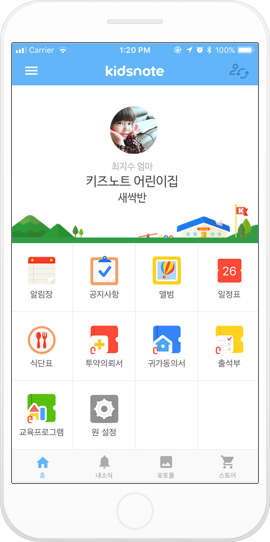 Carrier 1:20 PM 100%
kidsnote
최지수 엄마
키즈노트 어린이집
새싹반
K
26
알림장 공지사항 앨범 일정표
식단표 투약의뢰서 귀가동의서 출석부
교육프로그램 원 설정
홈 내소식 포토몰 스토어